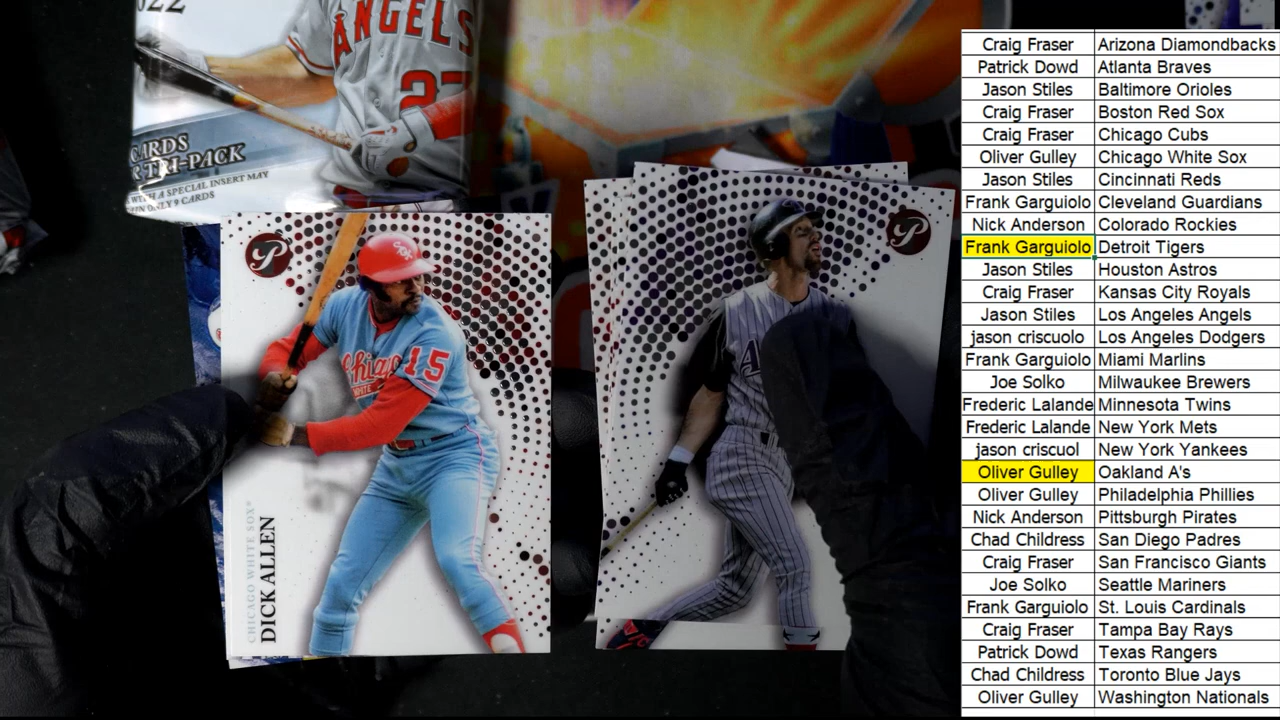 ANGELS
27
CARDS
TRI-PACK
WITH A SPECIAL INSERT MAY
ONLY 9 CARDS
P
Sox
Chicago
WHITE
15
CHICAGO WHITE SOX
DICK ALLEN
P
A
Craig Fraser Arizona Diamondbacks
Patrick Dowd Atlanta Braves
Jason Stiles Baltimore Orioles
Craig Fraser Boston Red Sox
Craig Fraser Chicago Cubs
Oliver Gulley Chicago White Sox
Jason Stiles Cincinnati Reds
Frank Garguiolo Cleveland Guardians
Nick Anderson Colorado Rockies
Frank Garguiolo Detroit Tigers
Jason Stiles Houston Astros
Craig Fraser Kansas City Royals
Jason Stiles Los Angeles Angels
jason criscuolo Los Angeles Dodgers
Frank Garguiolo Miami Marlins
Joe Solko Milwaukee Brewers
Frederic Lalande Minnesota Twins
Frederic Lalande New York Mets
jason criscuol New York Yankees
Oliver Gulley Oakland A's
Oliver Gulley Philadelphia Phillies
Nick Anderson Pittsburgh Pirates
Chad Childress San Diego Padres
Craig Fraser San Francisco Giants
Joe Solko Seattle Mariners
Frank Garguiolo St. Louis Cardinals
Craig Fraser Tampa Bay Rays
Patrick Dowd Texas Rangers
Chad Childress Toronto Blue Jays
Oliver Gulley Washington Nationals